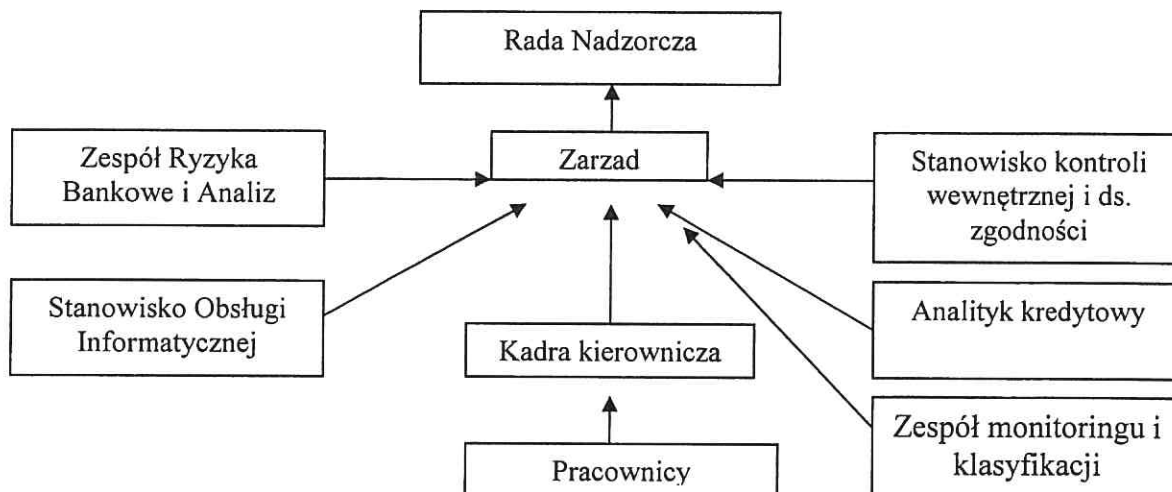 Rada Nadzorcza
Zarzad
Zespół Ryzyka
Bankowe i Analiz
Stanowisko kontroli
wewnętrznej i ds.
zgodności
Stanowisko Obsługi
Informatycznej
Analityk kredytowy
Kadra kierownicza
Zespół monitoringu i
klasyfikacji
Pracownicy